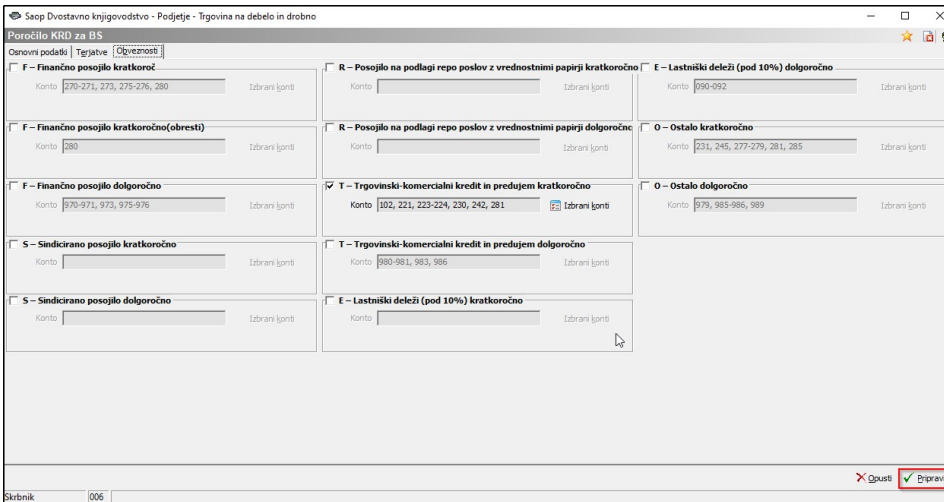 Saop Dvostavno knjigovodstvo - Podjetje - Trgovina na debelo in drobno
Poročilo KRD za BS
Osnovni podatki Terjatve Obveznosti
F – Finančno posojilo kratkoroč
Konto 270-271, 273, 275-276, 280 Izbrani konti
R – Posojilo na podlagi repo poslov z vrednostnimi papirji kratkoročno
Konto Izbrani konti
E – Lastniški deleži (pod 10%) dolgoročno
Konto 090-092 Izbrani konti
F – Finančno posojilo kratkoročno(obresti)
Konto 280 Izbrani konti
R – Posojilo na podlagi repo poslov z vrednostnimi papirji dolgoročno
Konto Izbrani konti
O – Ostalo kratkoročno
Konto 231, 245, 277-279, 281, 285 Izbrani konti
F – Finančno posojilo dolgoročno
Konto 970-971, 973, 975-976 Izbrani konti
T – Trgovinski-komercialni kredit in predujem kratkoročno
Konto 102, 221, 223-224, 230, 242, 281 Izbrani konti
O – Ostalo dolgoročno
Konto 979, 985-986, 989 Izbrani konti
S – Sindicirano posojilo kratkoročno
Konto Izbrani konti
T – Trgovinski-komercialni kredit in predujem dolgoročno
Konto 980-981, 983, 986 Izbrani konti
S – Sindicirano posojilo dolgoročno
Konto Izbrani konti
E – Lastniški deleži (pod 10%) kratkoročno
Konto Izbrani konti
Opusti Pripravi
Skrbnik 006